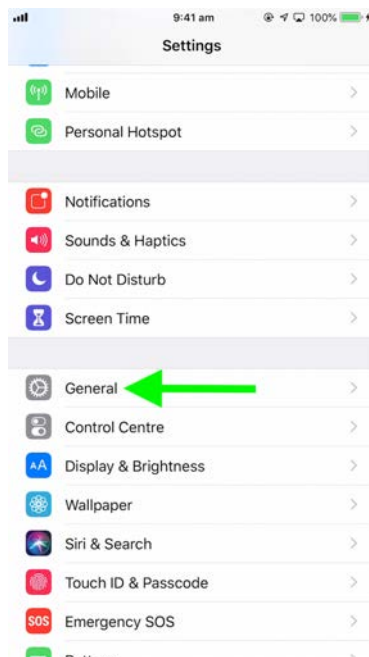 9:41 am
100%
Settings
Mobile
Personal Hotspot
Notifications
Sounds & Haptics
Do Not Disturb
Screen Time
General
Control Centre
AA Display & Brightness
Wallpaper
Siri & Search
Touch ID & Passcode
SOS Emergency SOS